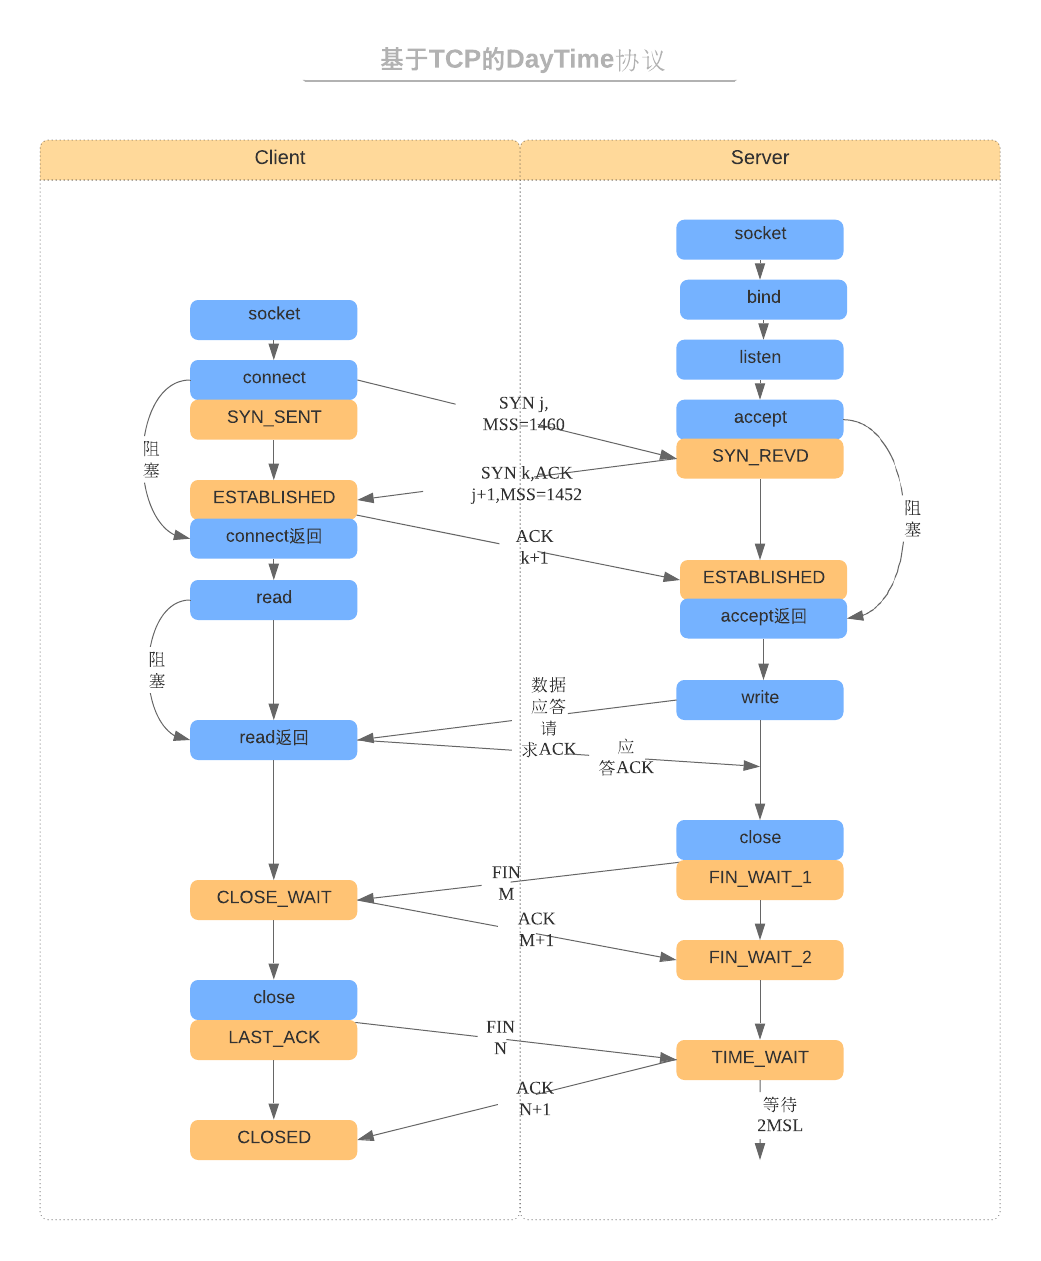 基于TCP的DayTime协议
Client
Server
socket
bind
socket
listen
connect
SYN_SENT
SYN j,
MSS=1460
accept
SYN_REVD
阻
塞
SYN k,ACK
j+1,MSS=1452
ESTABLISHED
connect返回
ACK
k+1
阻
塞
read
ESTABLISHED
accept返回
阻
塞
数据
应答
请
求ACK
write
read返回
应
答ACK
close
FIN_WAIT_1
FIN
M
CLOSE_WAIT
ACK
M+1
FIN_WAIT_2
close
LAST_ACK
FIN
N
TIME_WAIT
ACK
N+1
等待
2MSL
CLOSED